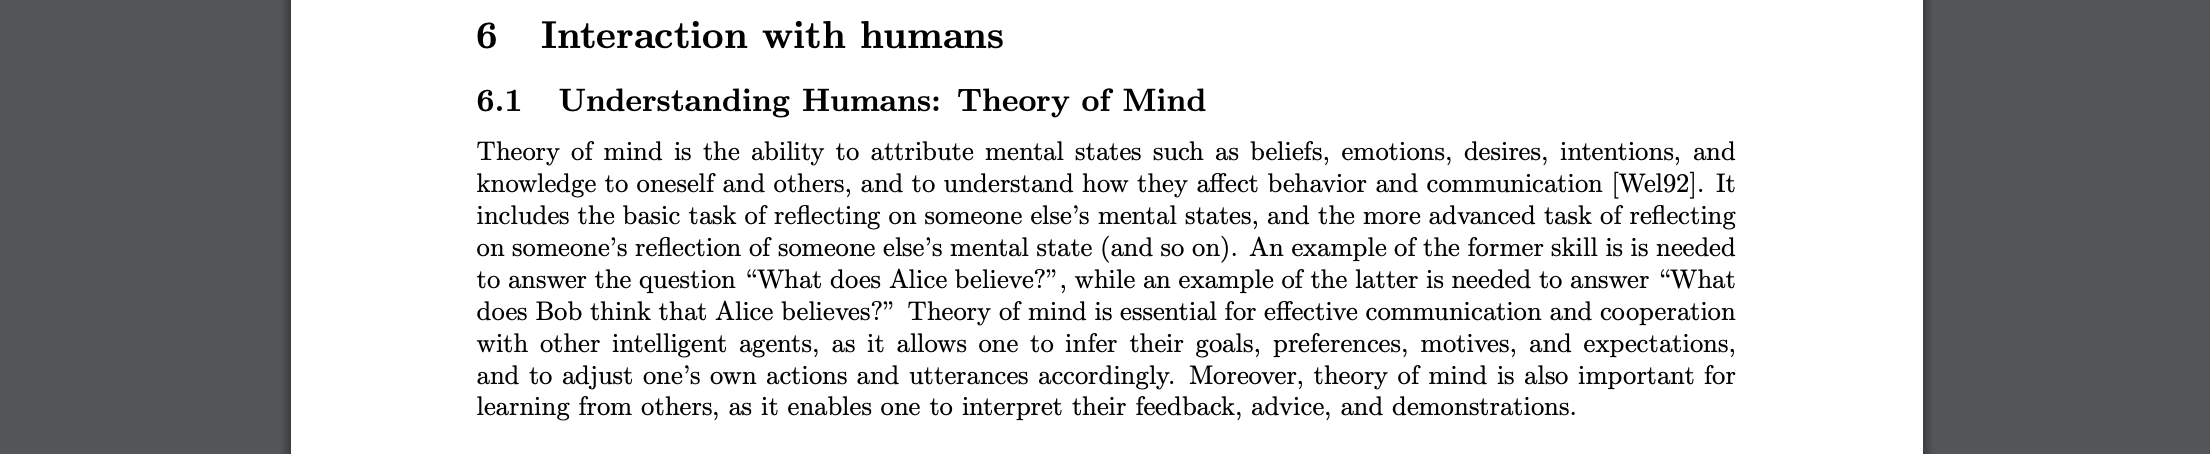 6 Interaction with humans
6.1 Understanding Humans: Theory of Mind
Theory of mind is the ability to attribute mental states such as beliefs, emotions, desires, intentions, and
knowledge to oneself and others, and to understand how they affect behavior and communication [Wel92]. It
includes the basic task of reflecting on someone else’s mental states, and the more advanced task of reflecting
on someone’s reflection of someone else’s mental state (and so on). An example of the former skill is is needed
to answer the question “What does Alice believe?”, while an example of the latter is needed to answer “What
does Bob think that Alice believes?” Theory of mind is essential for effective communication and cooperation
with other intelligent agents, as it allows one to infer their goals, preferences, motives, and expectations,
and to adjust one’s own actions and utterances accordingly. Moreover, theory of mind is also important for
learning from others, as it enables one to interpret their feedback, advice, and demonstrations.